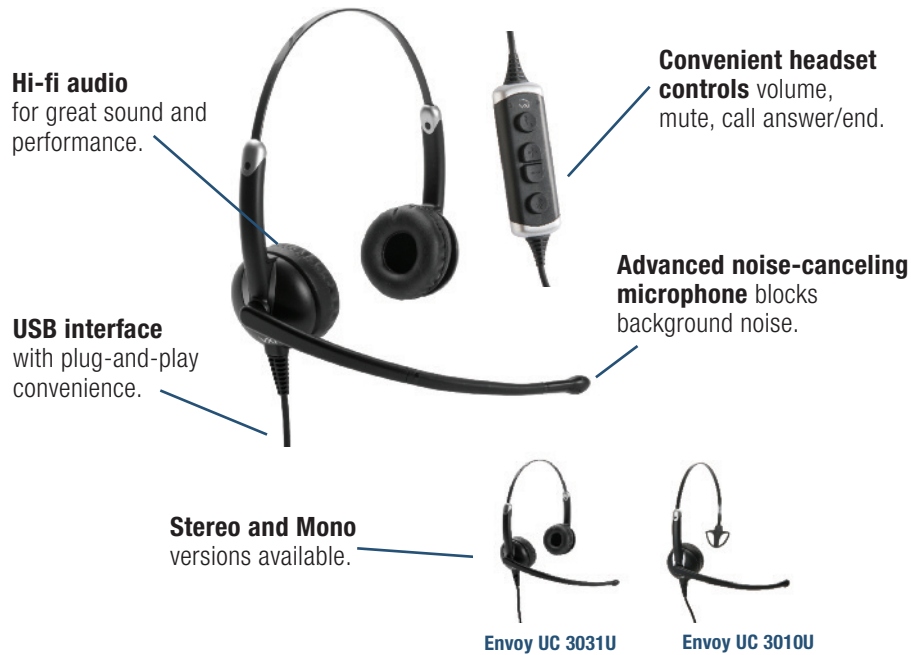 Hi-fi audio
for great sound and
performance.
Convenient headset
controls volume,
mute, call answer/end.
Advanced noise-canceling
microphone blocks
background noise.
USB interface
with plug-and-play
convenience.
Stereo and Mono
versions available.
Envoy UC 3031U
Envoy UC 3010U